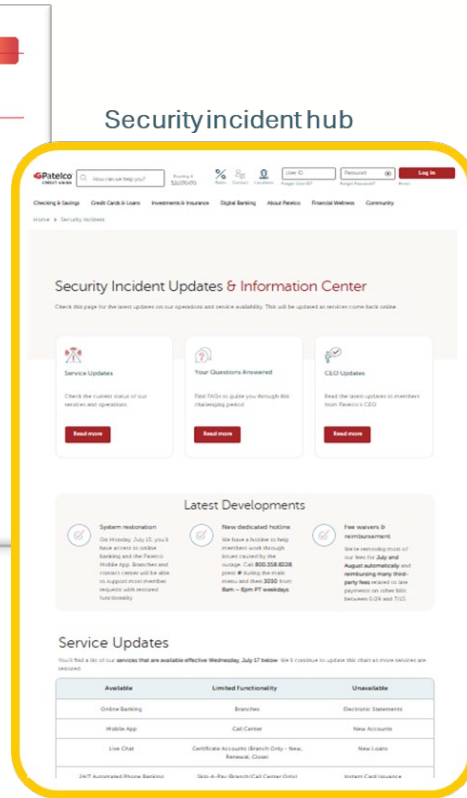 Security incident hub
Patelco
CREDIT UNION
How can we help you?
Routing #
Rates Contact Locations
User ID
Forgot User ID?
Password
Forgot Password?
Log In
Enroll
Checking & Savings Credit Cards & Loans Investments & Insurance Digital Banking About Patelco Financial Wellness Community
Home Security Incident
Security Incident Updates & Information Center
Check this page for the latest updates on our operations and service availability. This will be updated as services come back online.
Service Updates
Check the current status of our
services and operations
Read more
Your Questions Answered
Find FAQs to guide you through this
challenging period
Read more
CEO Updates
Read the latest updates to members
from Patelco's CEO
Read more
Latest Developments
System restoration
On Monday, July 15, you'll
have access to online
banking and the Patelco
Mobile App. Branches and
contact center will be able
to support most member
requests with restored
functionality
New dedicated hotline
We have a hotline to help
members work through
issues caused by the
outage. Call 800.358.8228
press # during the main
menu and then 3030 from
8am – 6pm PT weekdays
Fee waivers &
reimbursement
We're removing most of
our fees for July and
August automatically and
reimbursing many third-
party fees related to late
payments on other bills
between 6/29 and 7/15.
Service Updates
You'll find a list of our services that are available effective Wednesday, July 17 below. We'll continue to update this chart as more services are
restored.
Available Limited Functionality Unavailable
Online Banking Branches Electronic Statements
Mobile App Call Center New Accounts
Live Chat Certificate Accounts (Branch Only – New,
Renewal, Close) New Loans
24/7 Automated Phone Banking Skip-A-Pay (Branch/Call Center Only) Instant Card Issuance